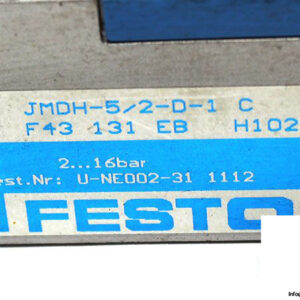 JMDH-5/2-D-1 C
F43 131 EB H102
2...16bar
est.Nr: U-NE002-31 1112
FESTO